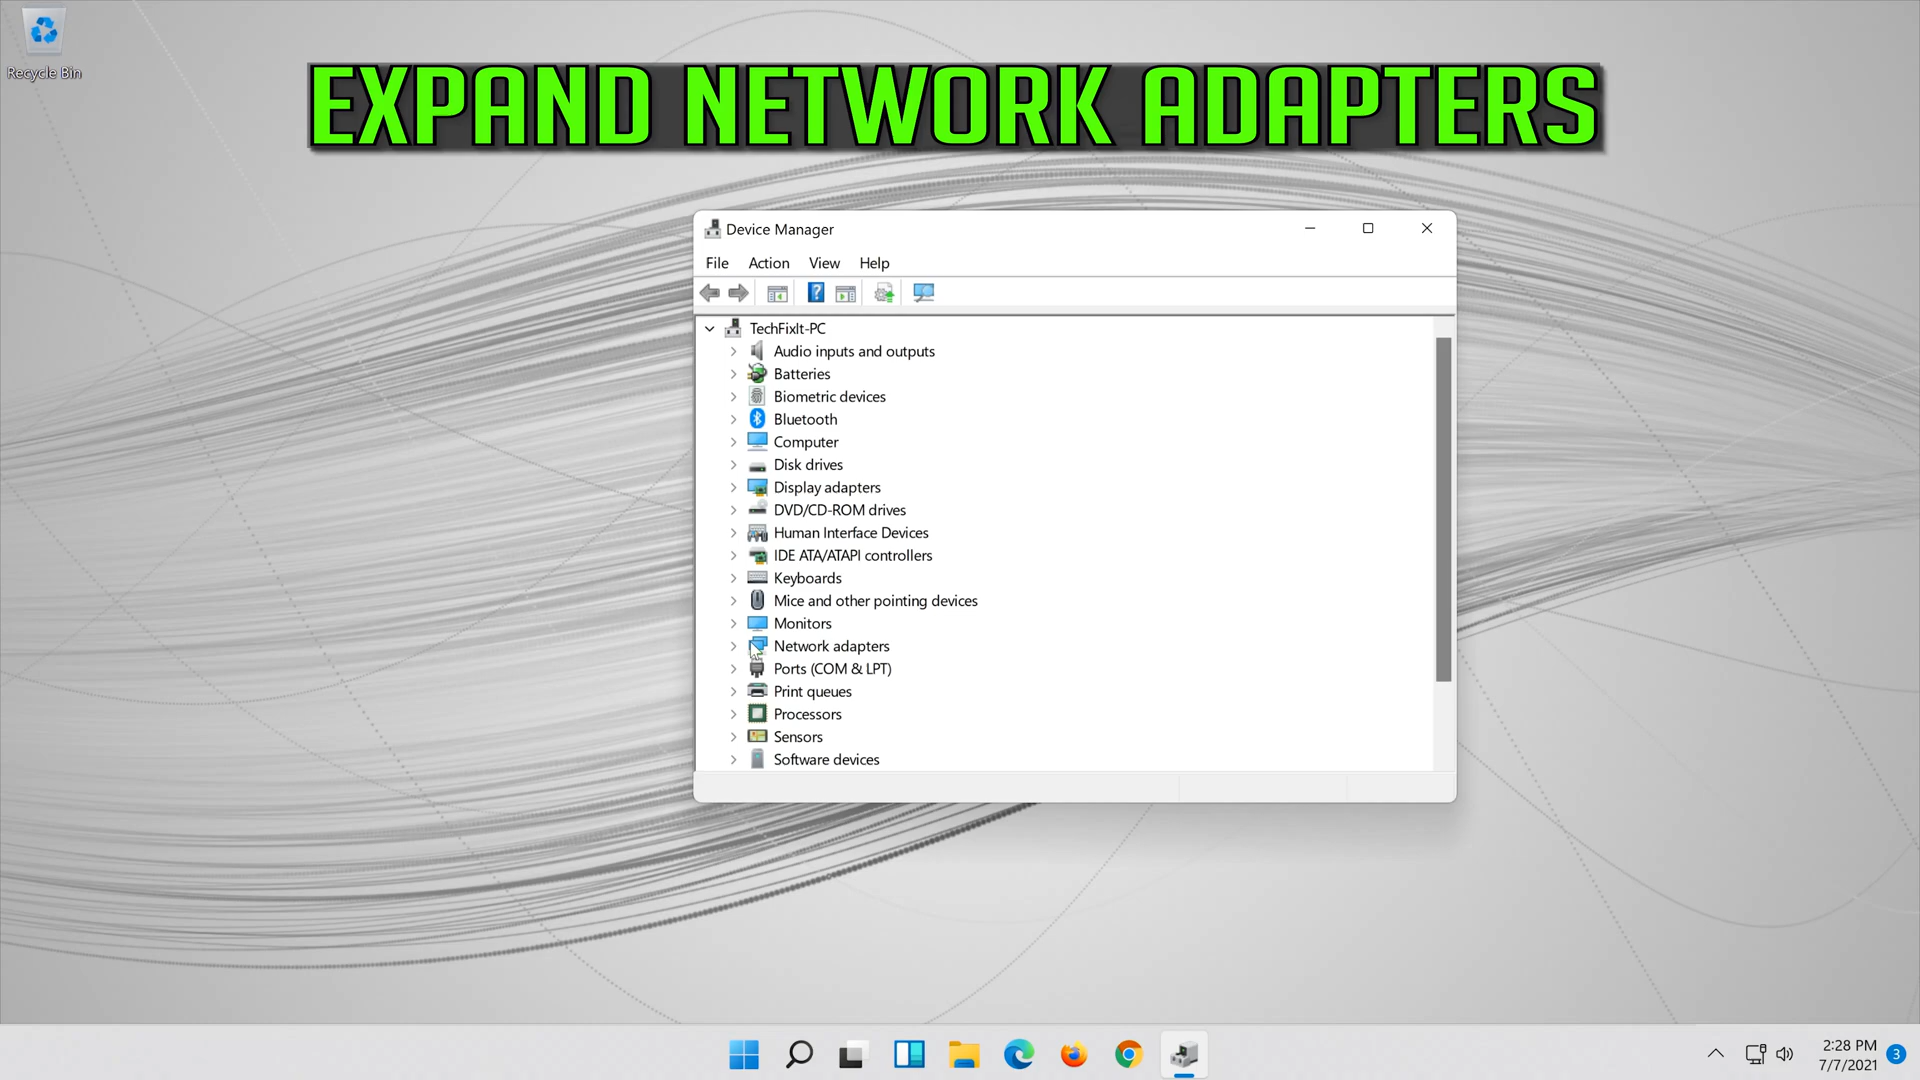 Recycle Bin
EXPAND NETWORK ADAPTERS
Device Manager
File Action View Help
TechFixIt-PC
Audio inputs and outputs
Batteries
Biometric devices
Bluetooth
Computer
Disk drives
Display adapters
DVD/CD-ROM drives
Human Interface Devices
IDE ATA/ATAPI controllers
Keyboards
Mice and other pointing devices
Monitors
Network adapters
Ports (COM & LPT)
Print queues
Processors
Sensors
Software devices
2:28 PM
7/7/2021
3